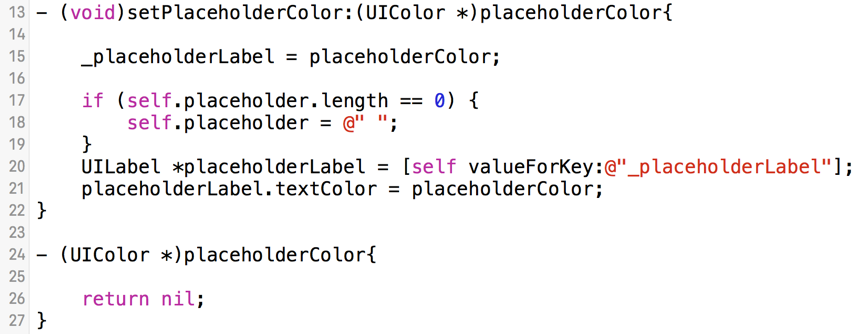 13 - (void)setPlaceholderColor:(UIColor *)placeholderColor{
14
15     _placeholderLabel = placeholderColor;
16
17     if (self.placeholder.length == 0) {
18         self.placeholder = @" ";
19     }
20     UILabel *placeholderLabel = [self valueForKey:@"_placeholderLabel"];
21     placeholderLabel.textColor = placeholderColor;
22 }
23
24 - (UIColor *)placeholderColor{
25
26     return nil;
27 }